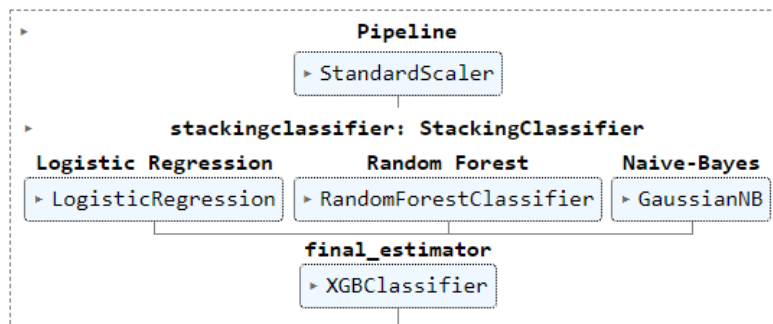 Pipeline
StandardScaler
stackingclassifier: StackingClassifier
Logistic Regression Random Forest Naive-Bayes
LogisticRegression RandomForestClassifier GaussianNB
final_estimator
XGBClassifier